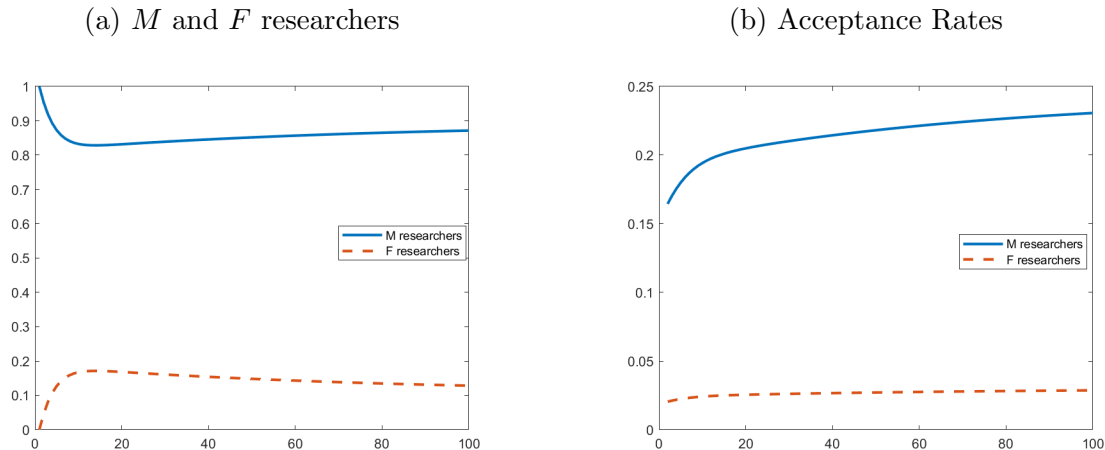 (a) M and F researchers
1
0.9
0.8
0.7
0.6
0.5
0.4
0.3
0.2
0.1
0
0 20 40 60 80 100
M researchers
F researchers
(b) Acceptance Rates
0.25
0.2
0.15
0.1
0.05
0
0 20 40 60 80 100
M researchers
F researchers